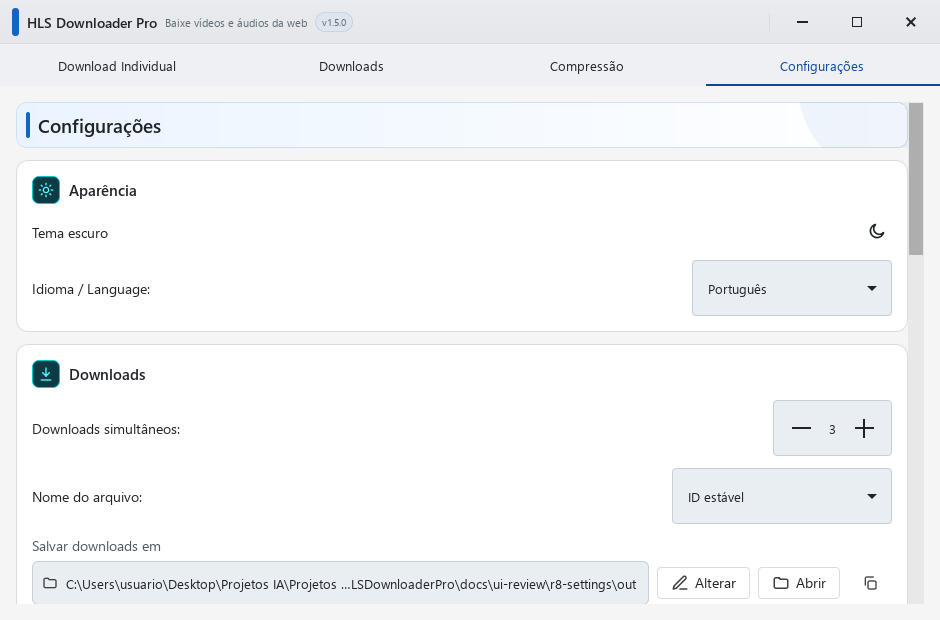 HLS Downloader Pro Baixe vídeos e áudios da web v1.5.0
Download Individual Downloads Compressão Configurações
Configurações
Aparência
Tema escuro
Idioma / Language: Português
Downloads
Downloads simultâneos: 3
Nome do arquivo: ID estável
Salvar downloads em
C:\Users\usuario\Desktop\Projetos IA\Projetos ...LSDownloaderPro\docs\ui-review\r8-settings\out Alterar Abrir